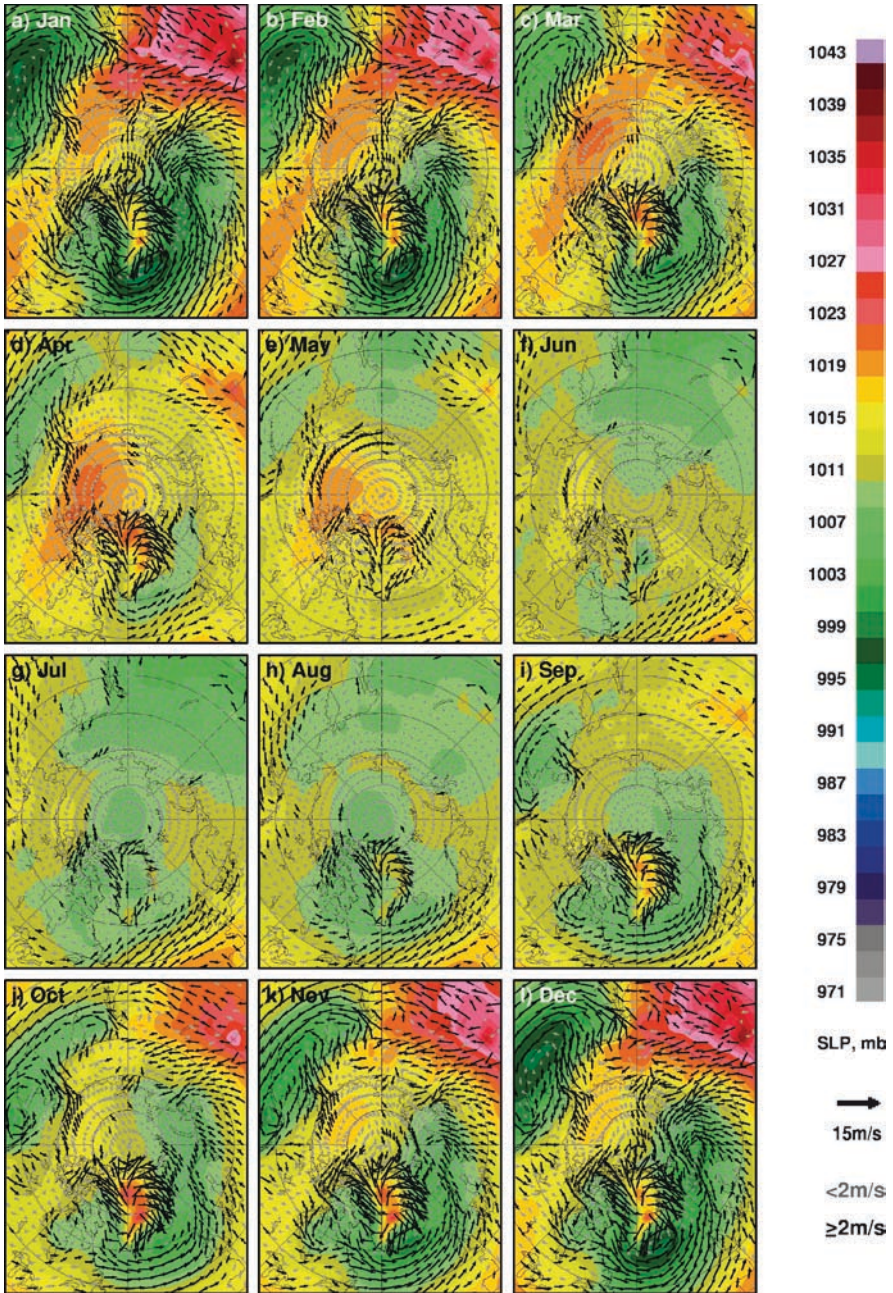 a) Jan
b) Feb
c) Mar
d) Apr
e) May
f) Jun
g) Jul
h) Aug
i) Sep
j) Oct
k) Nov
l) Dec
1043
1039
1035
1031
1027
1023
1019
1015
1011
1007
1003
999
995
991
987
983
979
975
971
SLP, mb
15m/s
<2m/s
≥2m/s